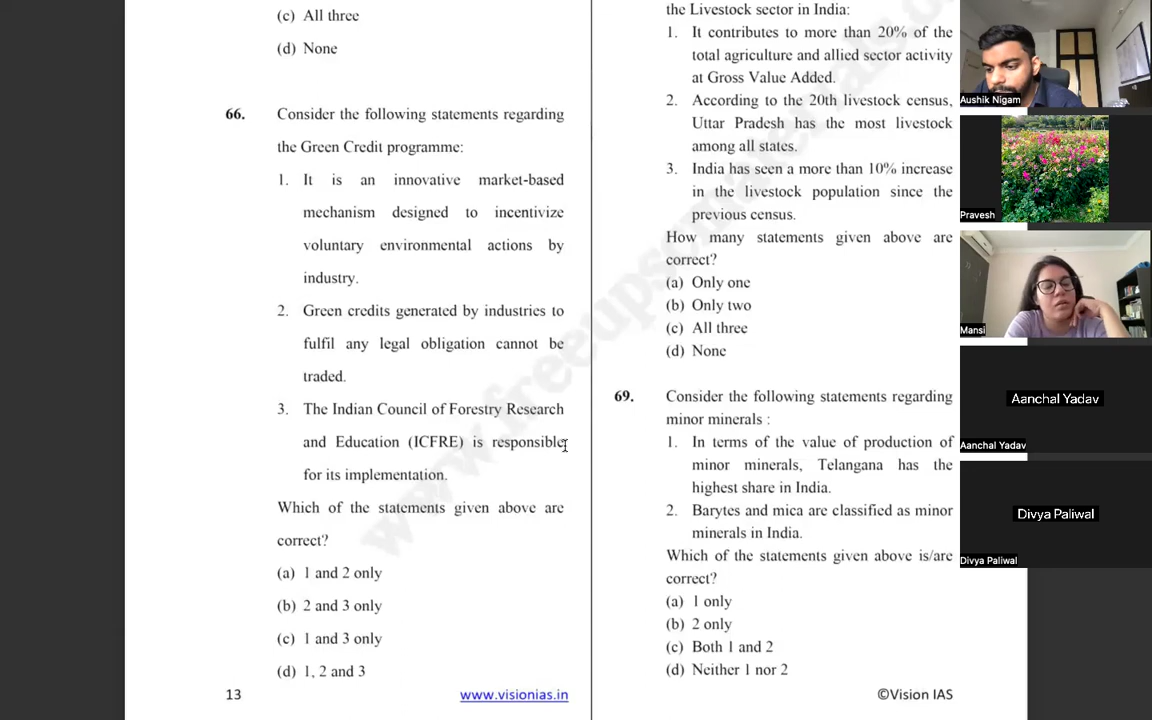 (c) All three
(d) None
66. Consider the following statements regarding
the Green Credit programme:
1. It is an innovative market-based
mechanism designed to incentivize
voluntary environmental actions by
industry.
2. Green credits generated by industries to
fulfil any legal obligation cannot be
traded.
3. The Indian Council of Forestry Research
and Education (ICFRE) is responsible
for its implementation.
Which of the statements given above are
correct?
(a) 1 and 2 only
(b) 2 and 3 only
(c) 1 and 3 only
(d) 1, 2 and 3
13
www.visionias.in
the Livestock sector in India:
1. It contributes to more than 20% of the
total agriculture and allied sector activity
at Gross Value Added.
2. According to the 20th livestock census,
Uttar Pradesh has the most livestock
among all states.
3. India has seen a more than 10% increase
in the livestock population since the
previous census.
How many statements given above are
correct?
(a) Only one
(b) Only two
(c) All three
(d) None
69. Consider the following statements regarding
minor minerals :
1. In terms of the value of production of
minor minerals, Telangana has the
highest share in India.
2. Barytes and mica are classified as minor
minerals in India.
Which of the statements given above is/are
correct?
(a) 1 only
(b) 2 only
(c) Both 1 and 2
(d) Neither 1 nor 2
©Vision IAS
Aushik Nigam
Pravesh
Mansi
Aanchal Yadav
Aanchal Yadav
Divya Paliwal
Divya Paliwal